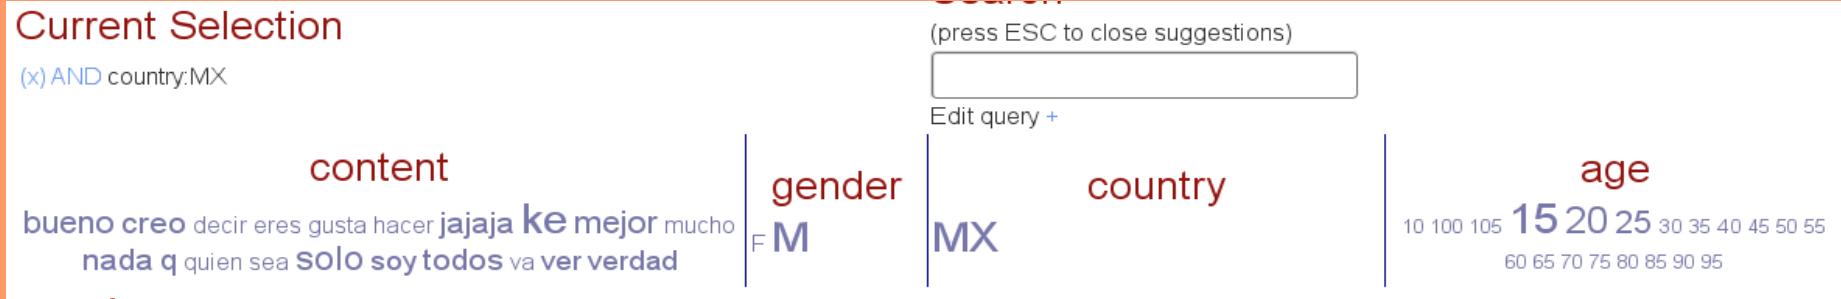 Current Selection
(x) AND country:MX
(press ESC to close suggestions)
Edit query +
content
bueno creo decir eres gusta hacer jajaja ke mejor mucho
nada q quien sea solo soy todos va ver verdad
gender
F M
country
MX
age
10 100 105 15 20 25 30 35 40 45 50 55
60 65 70 75 80 85 90 95